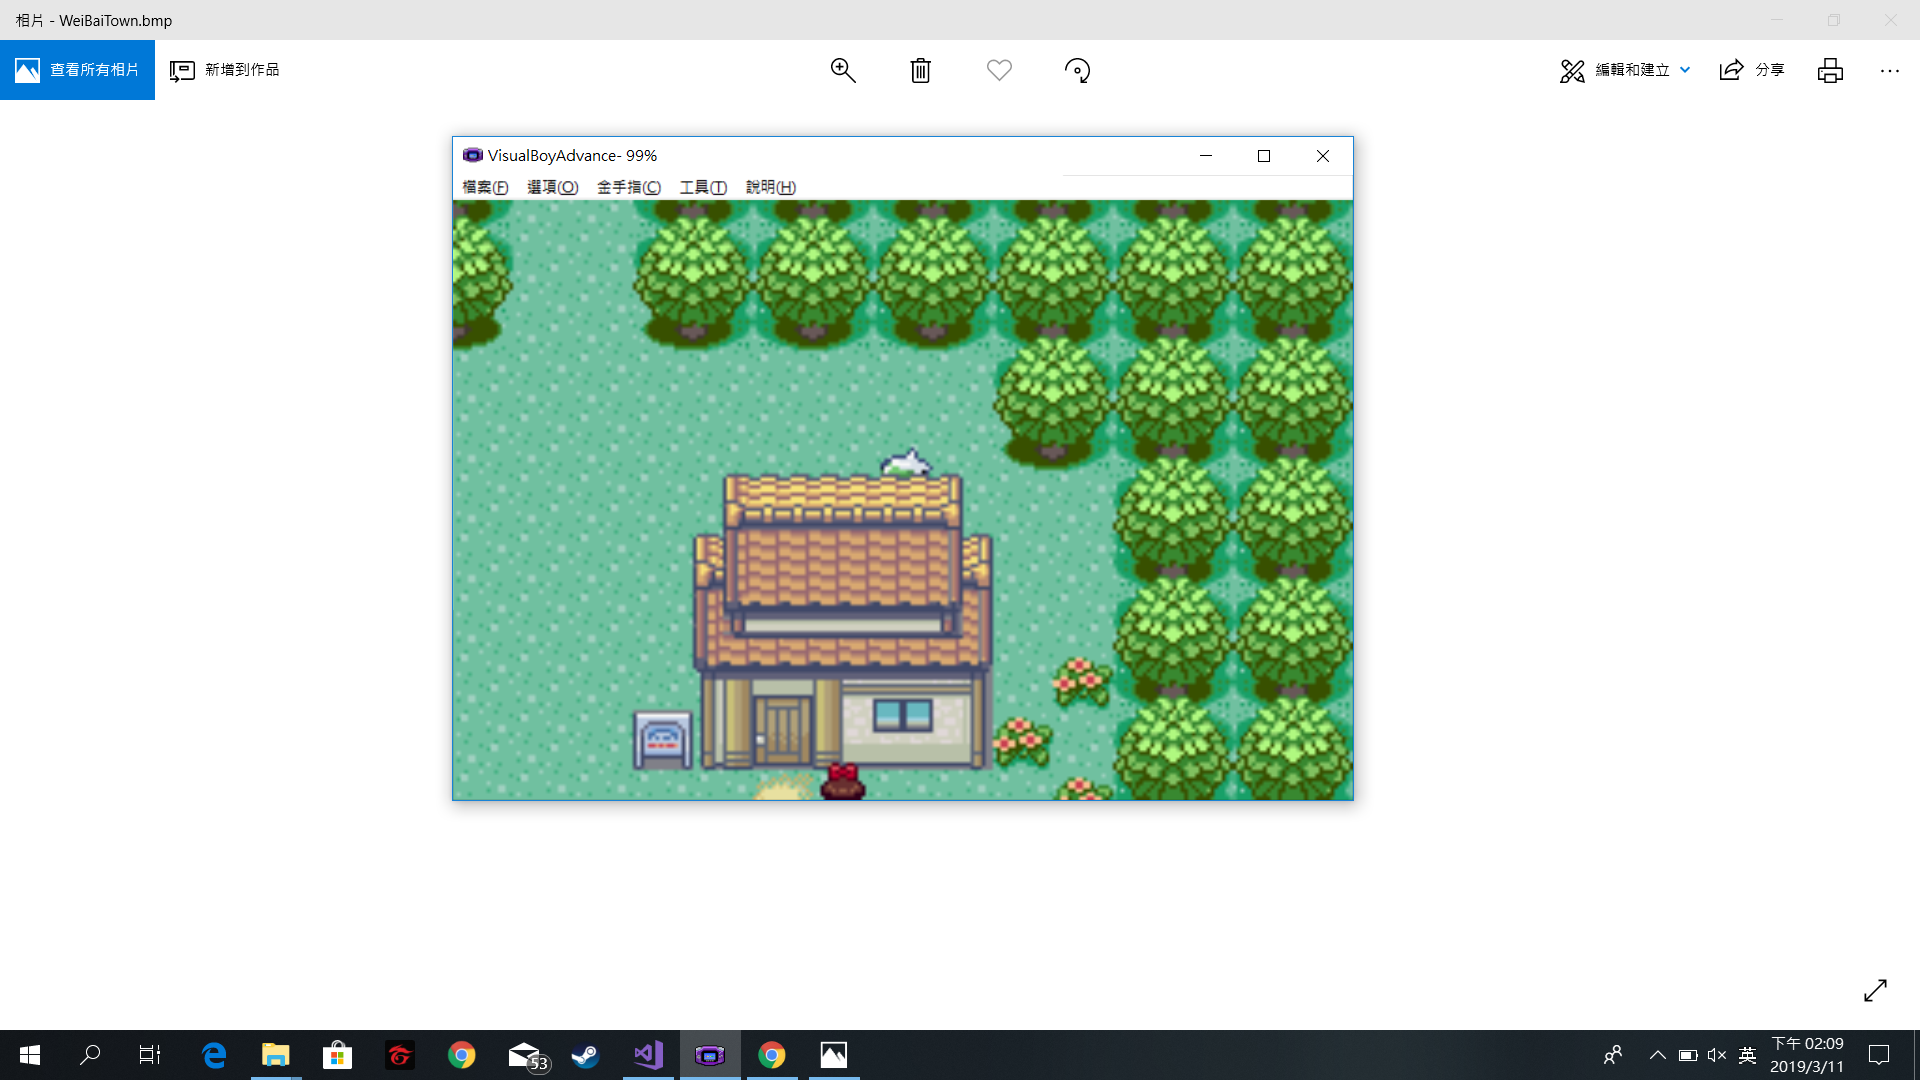 相片 - WeiBaiTown.bmp
查看所有相片
新增到作品
編輯和建立
分享
VisualBoyAdvance- 99%
檔案(F) 選項(O) 金手指(C) 工具(T) 說明(H)
53
英
下午 02:09
2019/3/11